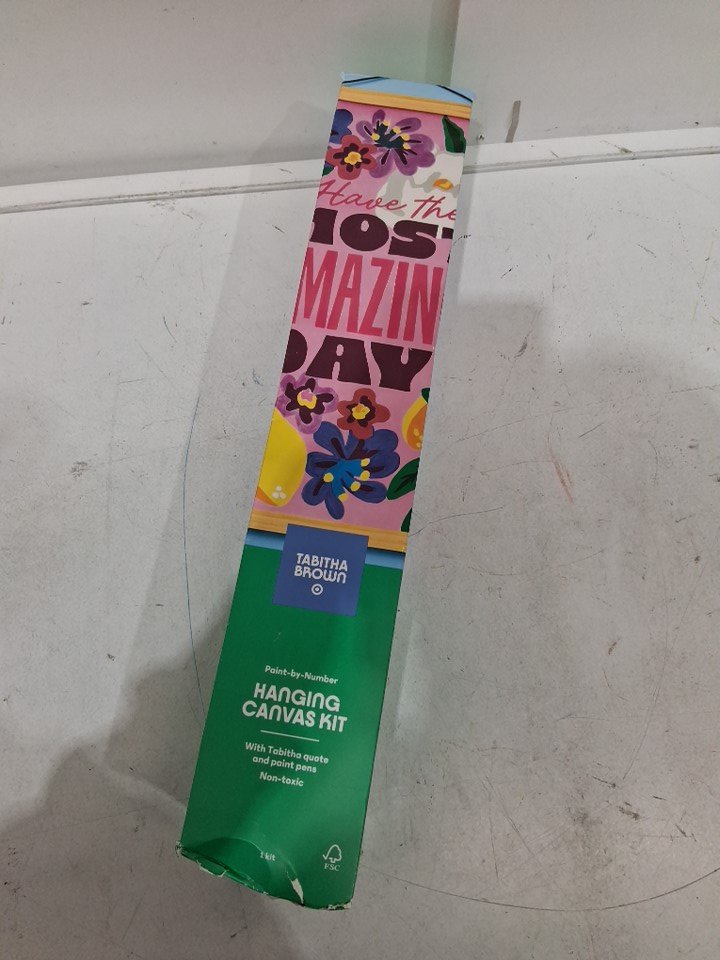 Have the
MOS
MAZIN
DAY
TABITHA
BROWN
Paint-by-Number
HANGING
CANVAS KIT
With Tabitha quote
and paint pens
Non-toxic
1 kit
FSC